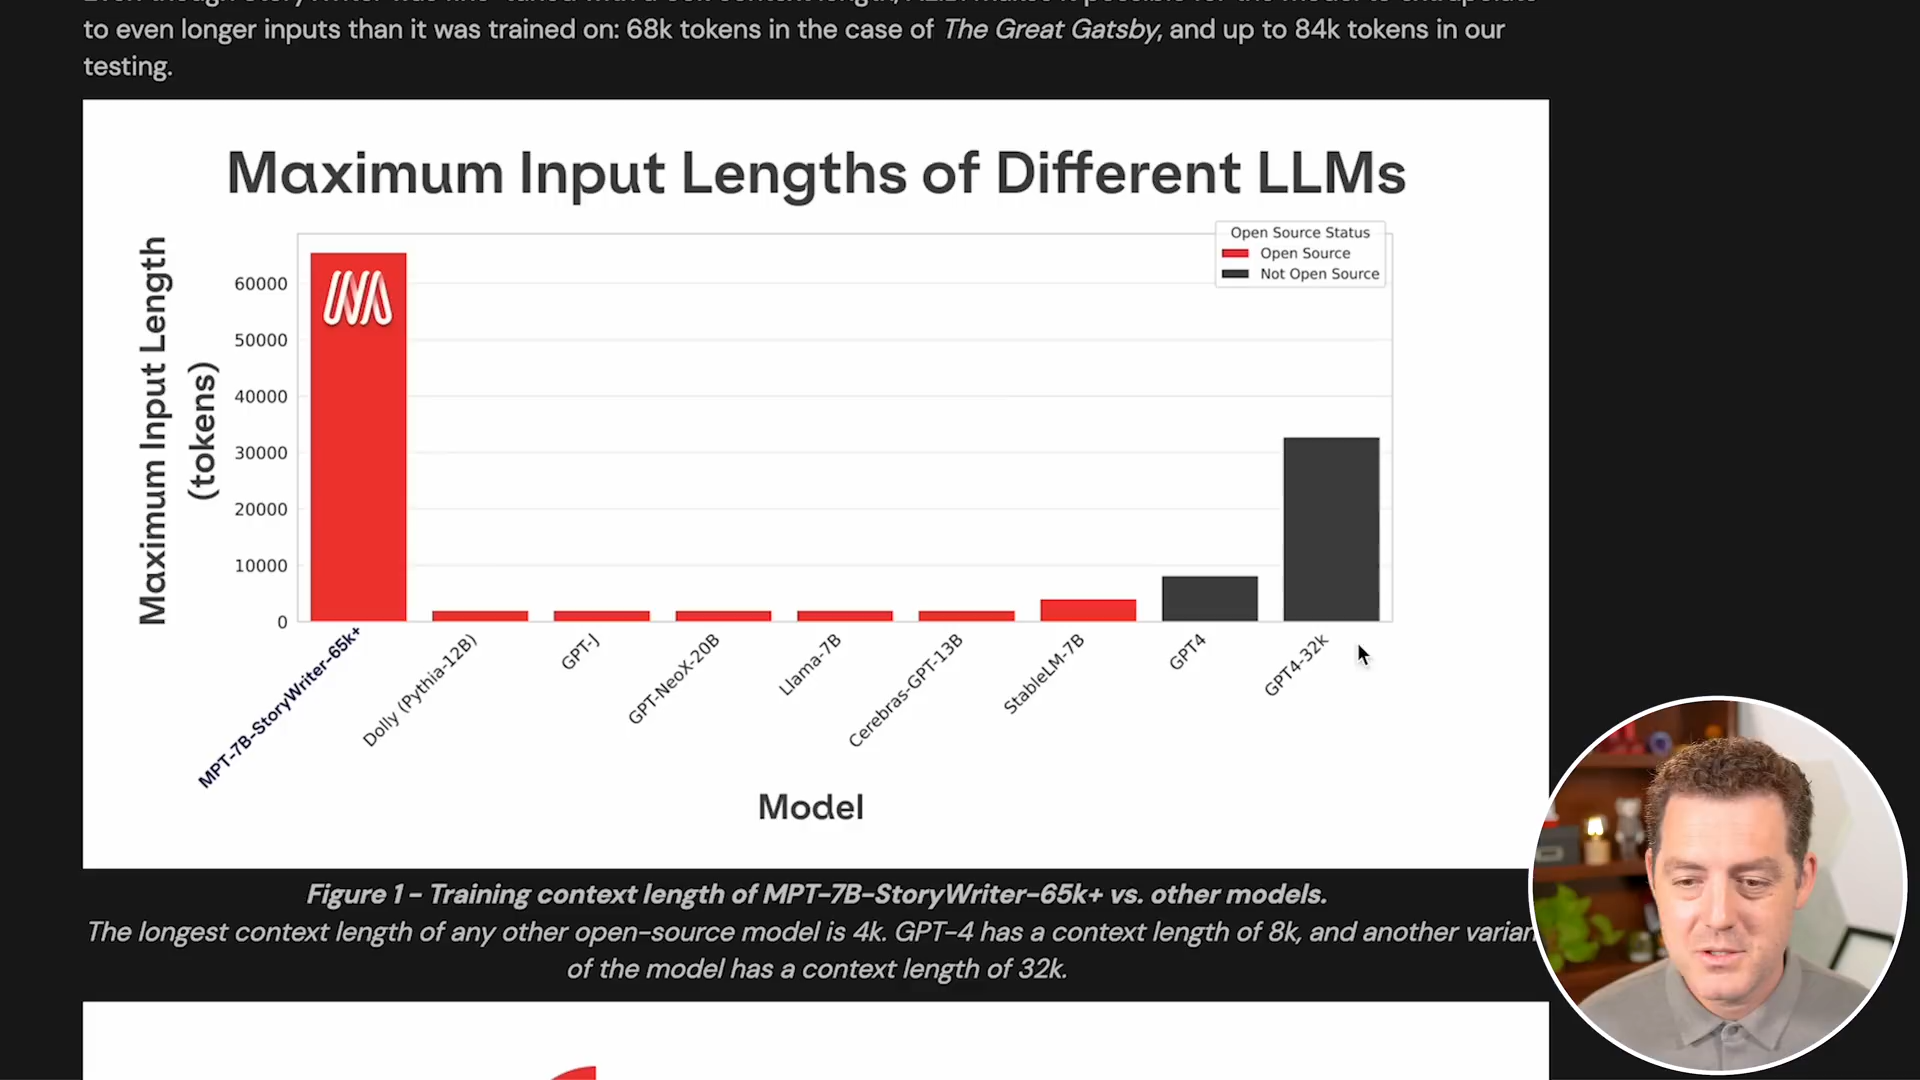 to even longer inputs than it was trained on: 68k tokens in the case of The Great Gatsby, and up to 84k tokens in our
testing.
Maximum Input Lengths of Different LLMs
Open Source Status
Open Source
Not Open Source
Maximum Input Length
(tokens)
60000
50000
40000
30000
20000
10000
0
MPT-7B-StoryWriter-65k+
Dolly (Pythia-12B)
GPT-J
GPT-NeoX-20B
Llama-7B
Cerebras-GPT-13B
StableLM-7B
GPT4
GPT4-32k
Model
Figure 1 - Training context length of MPT-7B-StoryWriter-65k+ vs. other models.
The longest context length of any other open-source model is 4k. GPT-4 has a context length of 8k, and another varian
of the model has a context length of 32k.